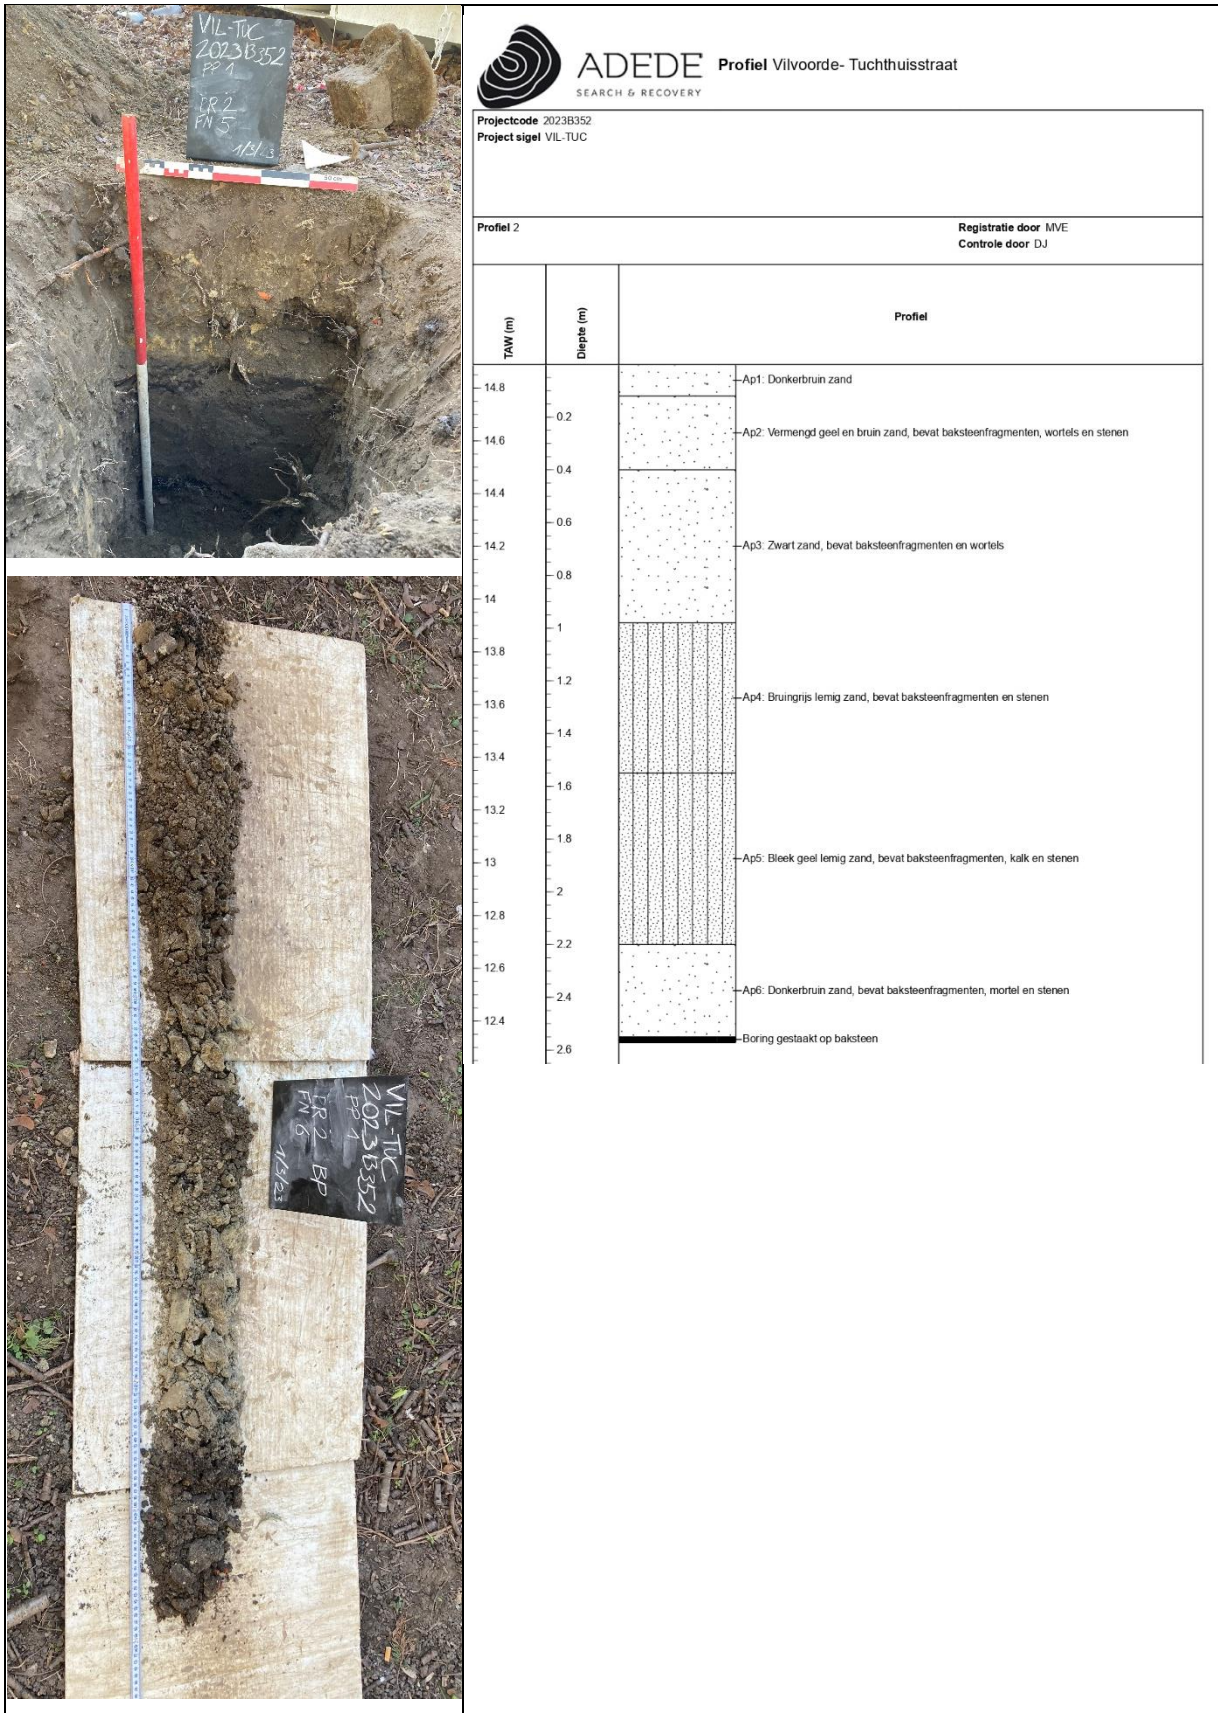 VIL-TUC
2023B352
PP 1
PR 2
FN 5
1/3/23
50 cm
VIL-TUC
2023B352
PP 1
PR 2 BP
FN 6
1/3/23
ADEDE
SEARCH & RECOVERY
Profiel Vilvoorde- Tuchthuisstraat
Projectcode 2023B352
Project sigel VIL-TUC
Profiel 2
Registratie door MVE
Controle door DJ
TAW (m)
Diepte (m)
Profiel
14.8
14.6
14.4
14.2
14
13.8
13.6
13.4
13.2
13
12.8
12.6
12.4
0.2
0.4
0.6
0.8
1
1.2
1.4
1.6
1.8
2
2.2
2.4
2.6
Ap1: Donkerbruin zand
Ap2: Vermengd geel en bruin zand, bevat baksteenfragmenten, wortels en stenen
Ap3: Zwart zand, bevat baksteenfragmenten en wortels
Ap4: Bruingrijs lemig zand, bevat baksteenfragmenten en stenen
Ap5: Bleek geel lemig zand, bevat baksteenfragmenten, kalk en stenen
Ap6: Donkerbruin zand, bevat baksteenfragmenten, mortel en stenen
Boring gestaakt op baksteen